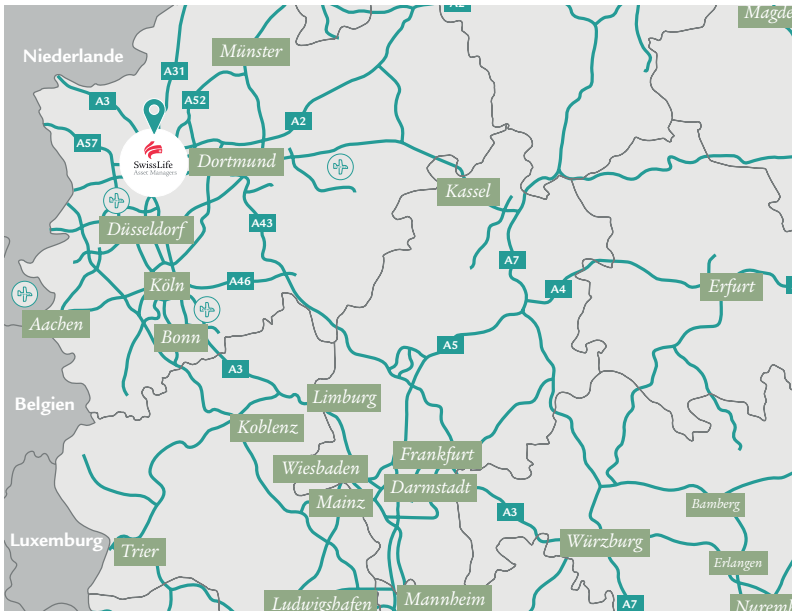 A2
Magde
Niederlande
Münster
A31
A3
A52
A2
A57
SwissLife
Asset Managers
Dortmund
Kassel
Düsseldorf
A43
A7
Köln
A46
A4
Erfurt
Aachen
Bonn
A5
A3
Belgien
Limburg
Koblenz
Frankfurt
Wiesbaden
Darmstadt
Mainz
A3
Bamberg
Luxemburg
Trier
Würzburg
Erlangen
Ludwigshafen
Mannheim
A7
Nuremb